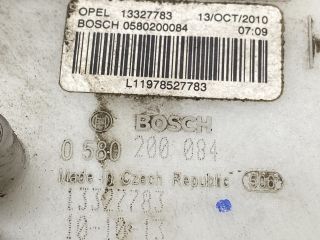 OPEL 13327783 13/OCT/2010
BOSCH 0580200084 07:09
L11978527783
BOSCH
0 580 200 084
Made in Czech Republic
13327783
10-10-13